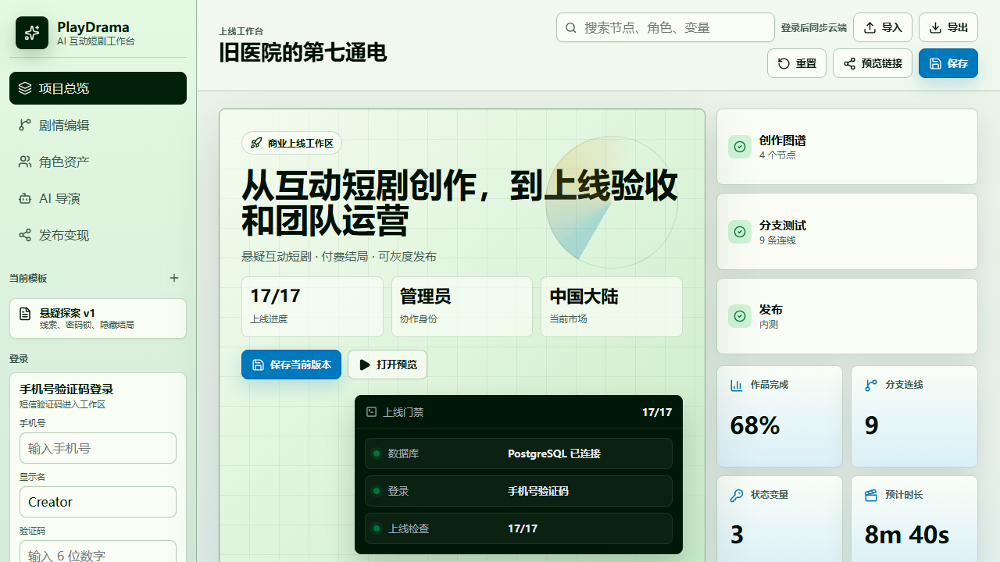 PlayDrama
AI 互动短剧工作台
项目总览
剧情编辑
角色资产
AI 导演
发布变现
当前模板
悬疑探案 v1
线索、密码锁、隐藏结局
登录
手机号验证码登录
短信验证码进入工作区
手机号
输入手机号
显示名
Creator
验证码
输入 6 位数字
上线工作台
旧医院的第七通电
搜索节点、角色、变量
登录后同步云端
导入
导出
重置
预览链接
保存
商业上线工作区
从互动短剧创作，到上线验收
和团队运营
悬疑互动短剧 · 付费结局 · 可灰度发布
17/17
上线进度
管理员
协作身份
中国大陆
当前市场
保存当前版本
打开预览
上线门禁
17/17
数据库
PostgreSQL 已连接
登录
手机号验证码
上线检查
17/17
创作图谱
4 个节点
分支测试
9 条连线
发布
内测
作品完成
68%
分支连线
9
状态变量
3
预计时长
8m 40s